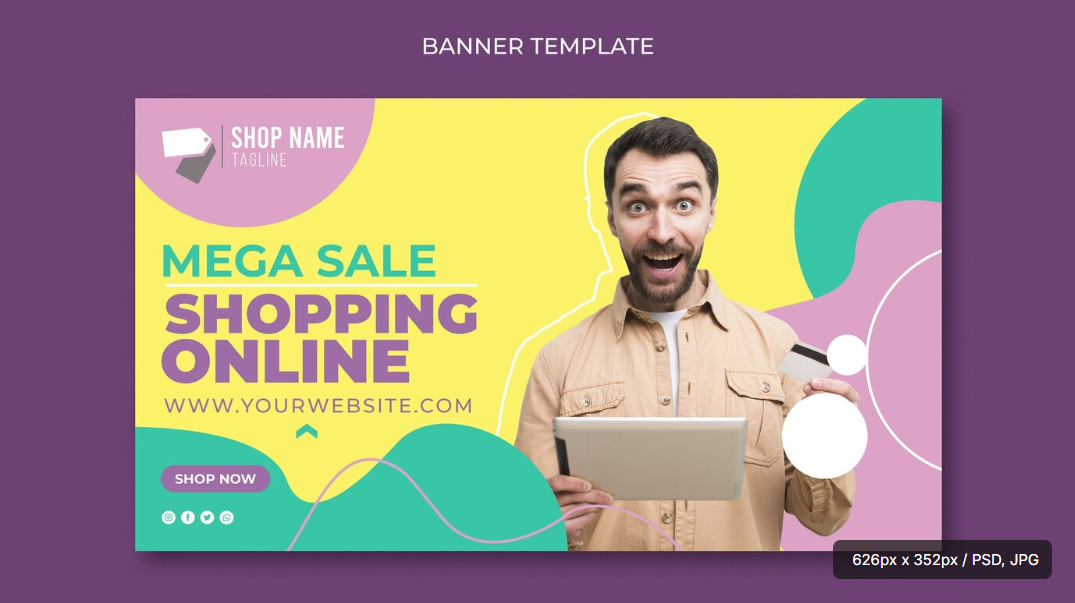 BANNER TEMPLATE
SHOP NAME
TAGLINE
MEGA SALE
SHOPPING
ONLINE
WWW.YOURWEBSITE.COM
SHOP NOW
626px x 352px / PSD, JPG